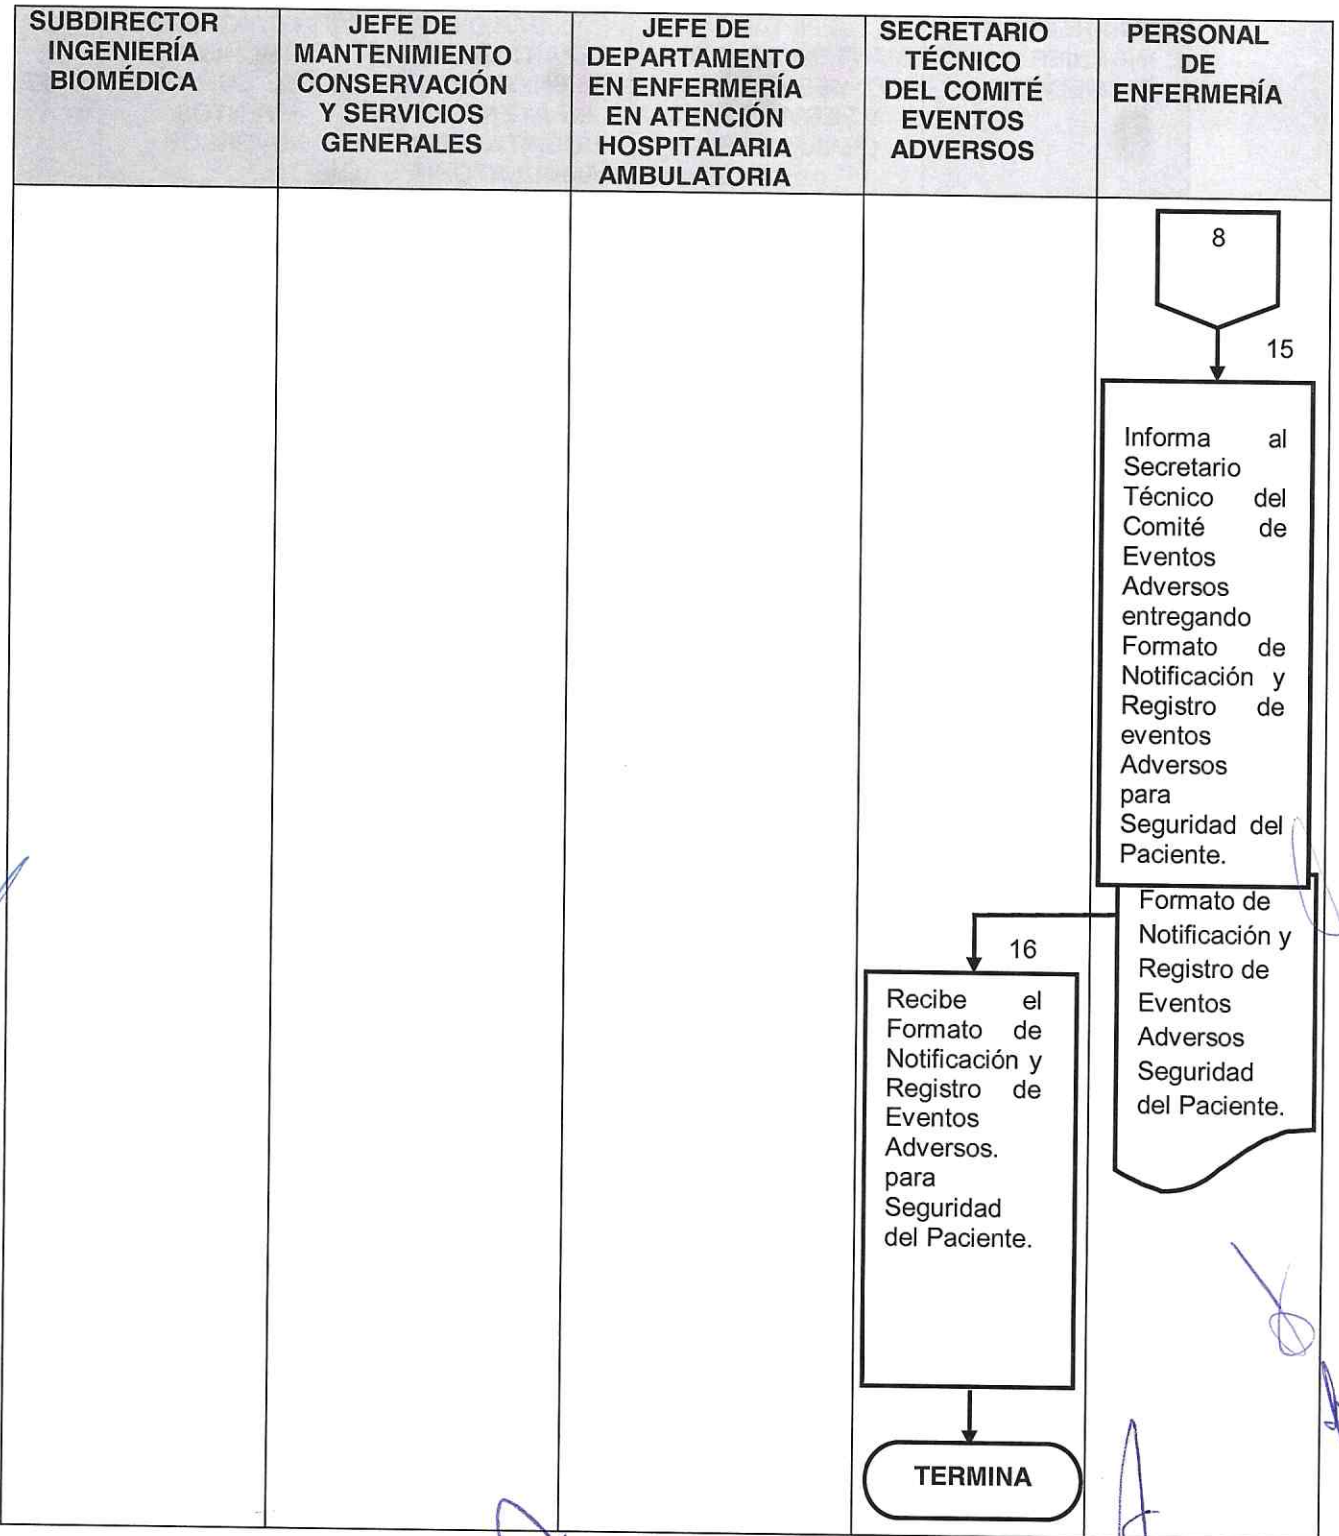 SUBDIRECTOR
INGENIERÍA
BIOMÉDICA
JEFE DE
MANTENIMIENTO
CONSERVACIÓN
Y SERVICIOS
GENERALES
JEFE DE
DEPARTAMENTO
EN ENFERMERÍA
EN ATENCIÓN
HOSPITALARIA
AMBULATORIA
SECRETARIO
TÉCNICO
DEL COMITÉ
EVENTOS
ADVERSOS
PERSONAL
DE
ENFERMERÍA
8
15
Informa al
Secretario
Técnico del
Comité de
Eventos
Adversos
entregando
Formato de
Notificación y
Registro de
eventos
Adversos
para
Seguridad del
Paciente.
Formato de
Notificación y
Registro de
Eventos
Adversos
Seguridad
del Paciente.
16
Recibe el
Formato de
Notificación y
Registro de
Eventos
Adversos.
para
Seguridad
del Paciente.
TERMINA